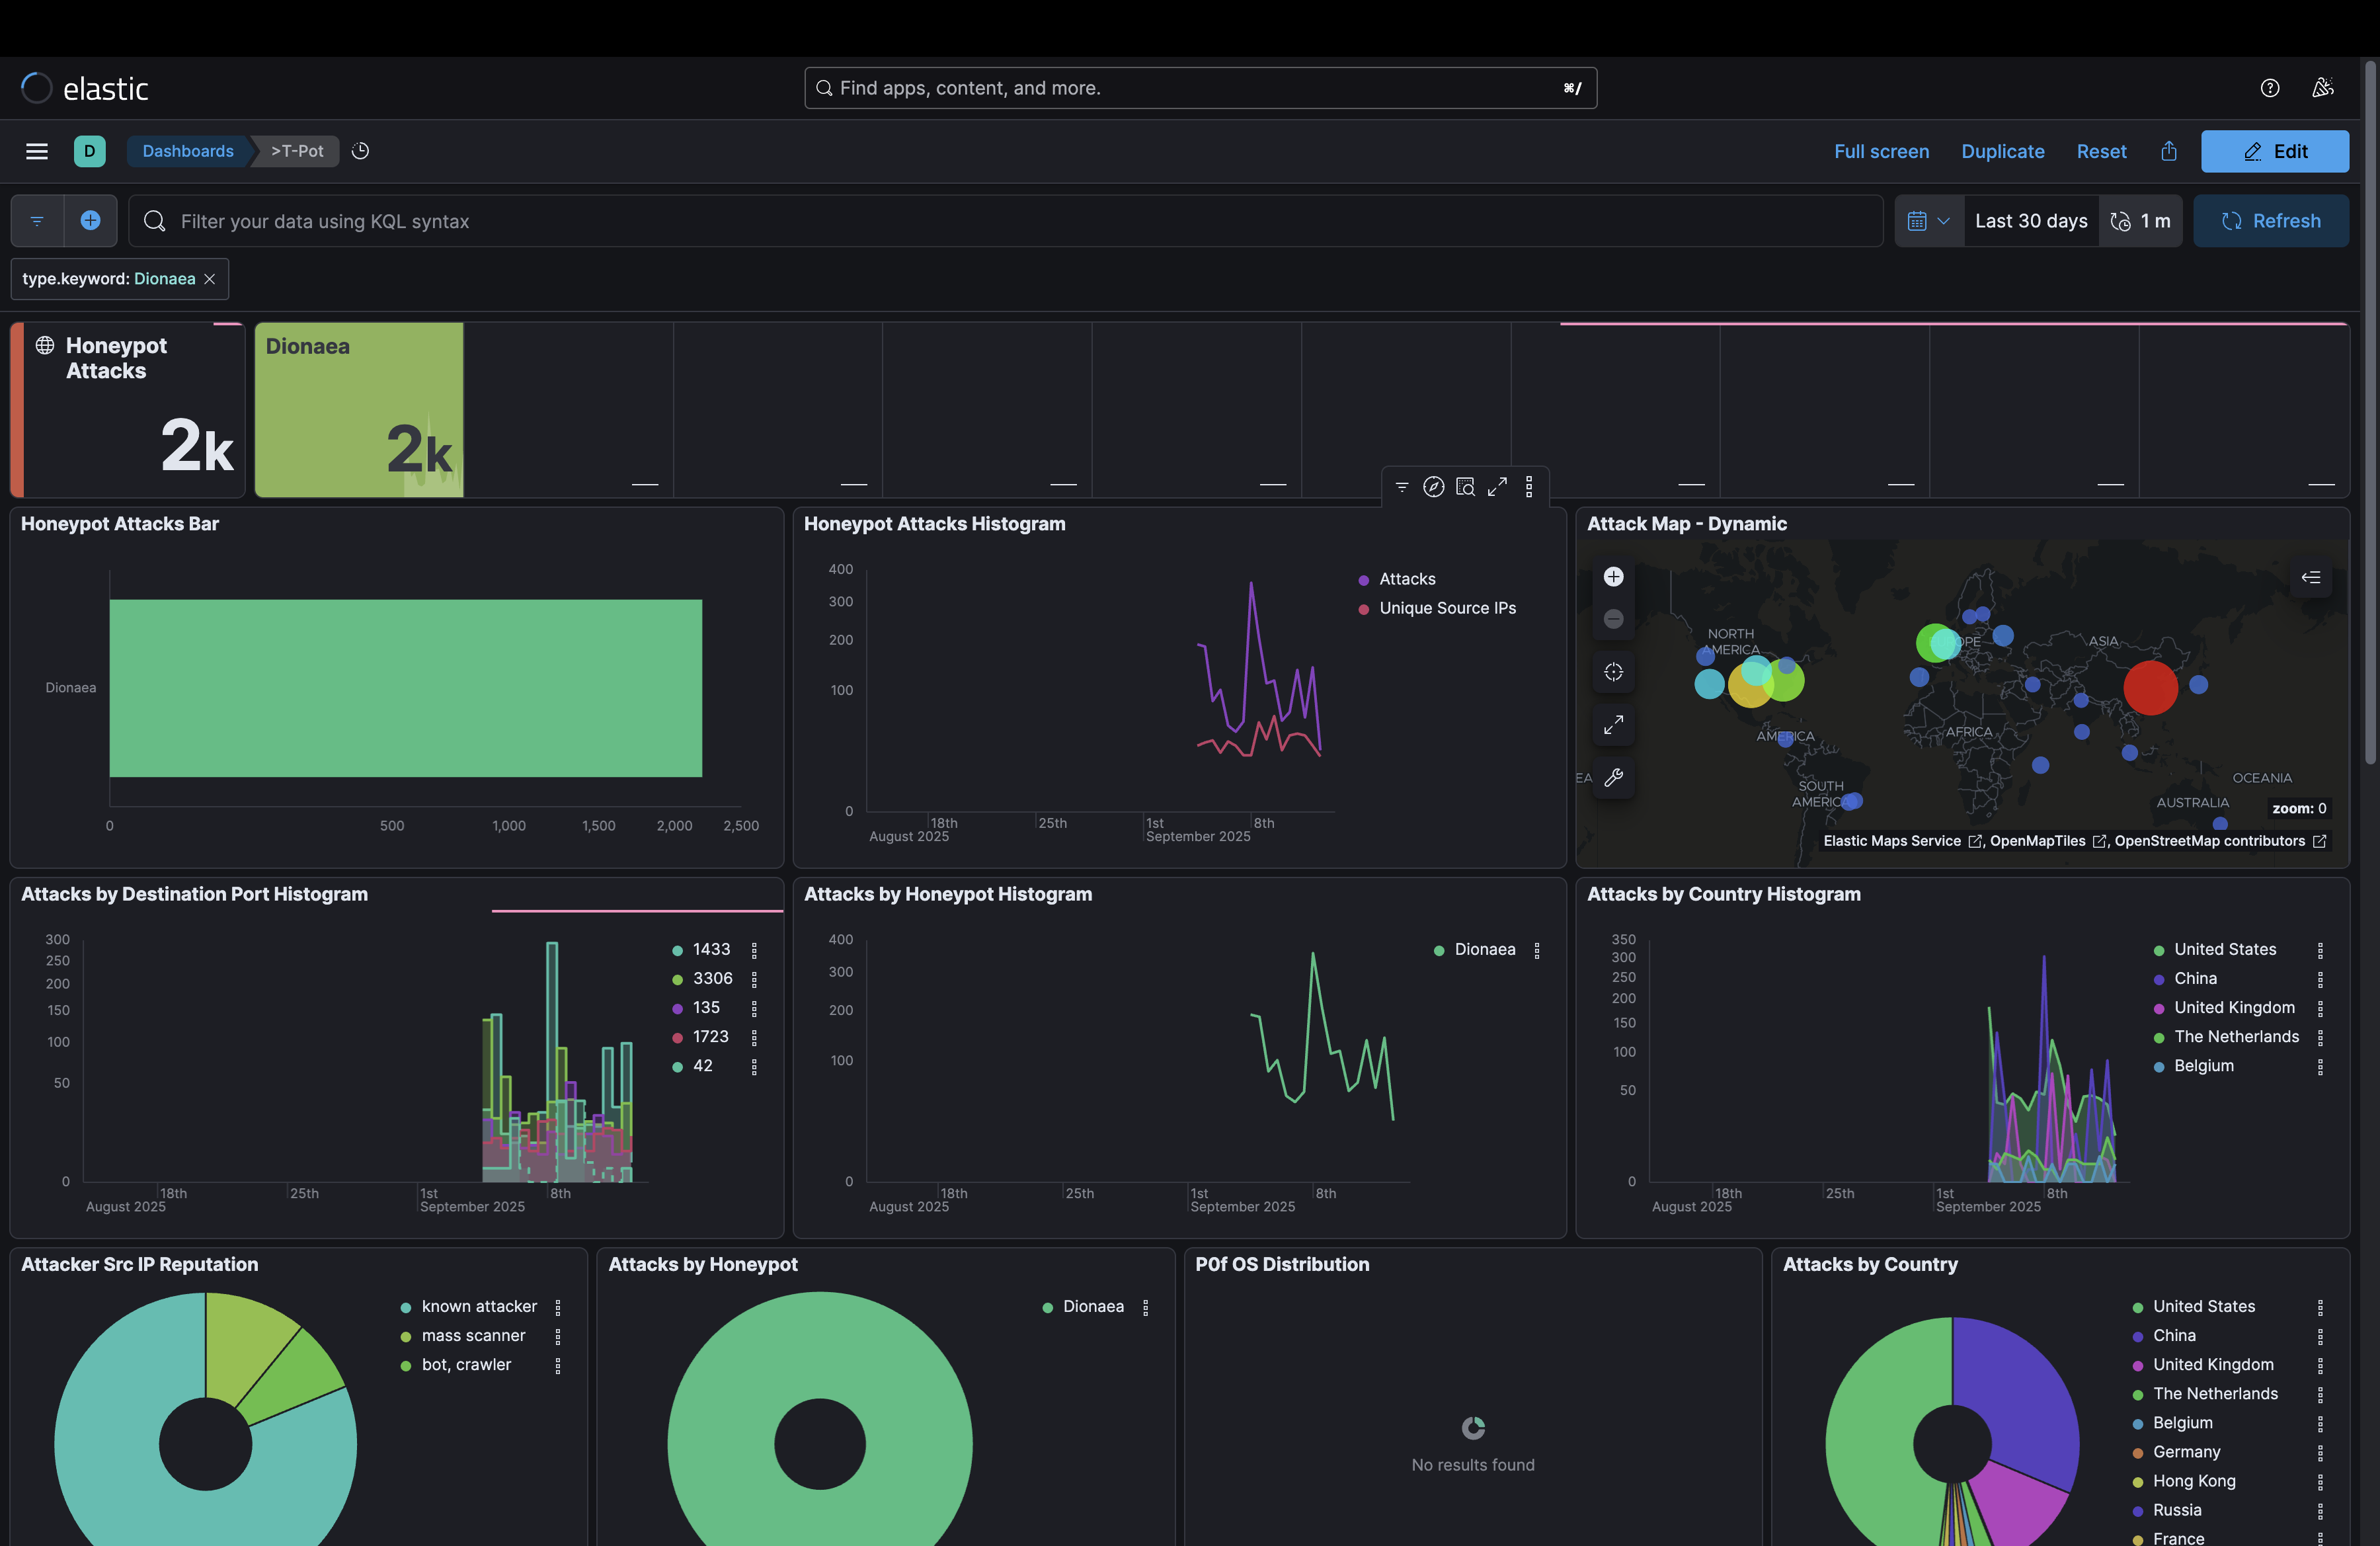 elastic
Find apps, content, and more.
⌘/
D
Dashboards
>T-Pot
Full screen
Duplicate
Reset
Edit
Filter your data using KQL syntax
Last 30 days
1 m
Refresh
type.keyword: Dionaea
Honeypot
Attacks
2k
Dionaea
2k
Honeypot Attacks Bar
Dionaea
0
500
1,000
1,500
2,000
2,500
Honeypot Attacks Histogram
400
300
200
100
0
18th
25th
1st
8th
August 2025
September 2025
Attacks
Unique Source IPs
Attack Map - Dynamic
NORTH
AMERICA
OPE
ASIA
AFRICA
AMERICA
SOUTH
AMERIC
EA
OCEANIA
AUSTRALIA
zoom: 0
Elastic Maps Service , OpenMapTiles , OpenStreetMap contributors
Attacks by Destination Port Histogram
300
250
200
150
100
50
0
18th
25th
1st
8th
August 2025
September 2025
1433
3306
135
1723
42
Attacks by Honeypot Histogram
400
300
200
100
0
18th
25th
1st
8th
August 2025
September 2025
Dionaea
Attacks by Country Histogram
350
300
250
200
150
100
50
0
18th
25th
1st
8th
August 2025
September 2025
United States
China
United Kingdom
The Netherlands
Belgium
Attacker Src IP Reputation
known attacker
mass scanner
bot, crawler
Attacks by Honeypot
Dionaea
P0f OS Distribution
No results found
Attacks by Country
United States
China
United Kingdom
The Netherlands
Belgium
Germany
Hong Kong
Russia
France